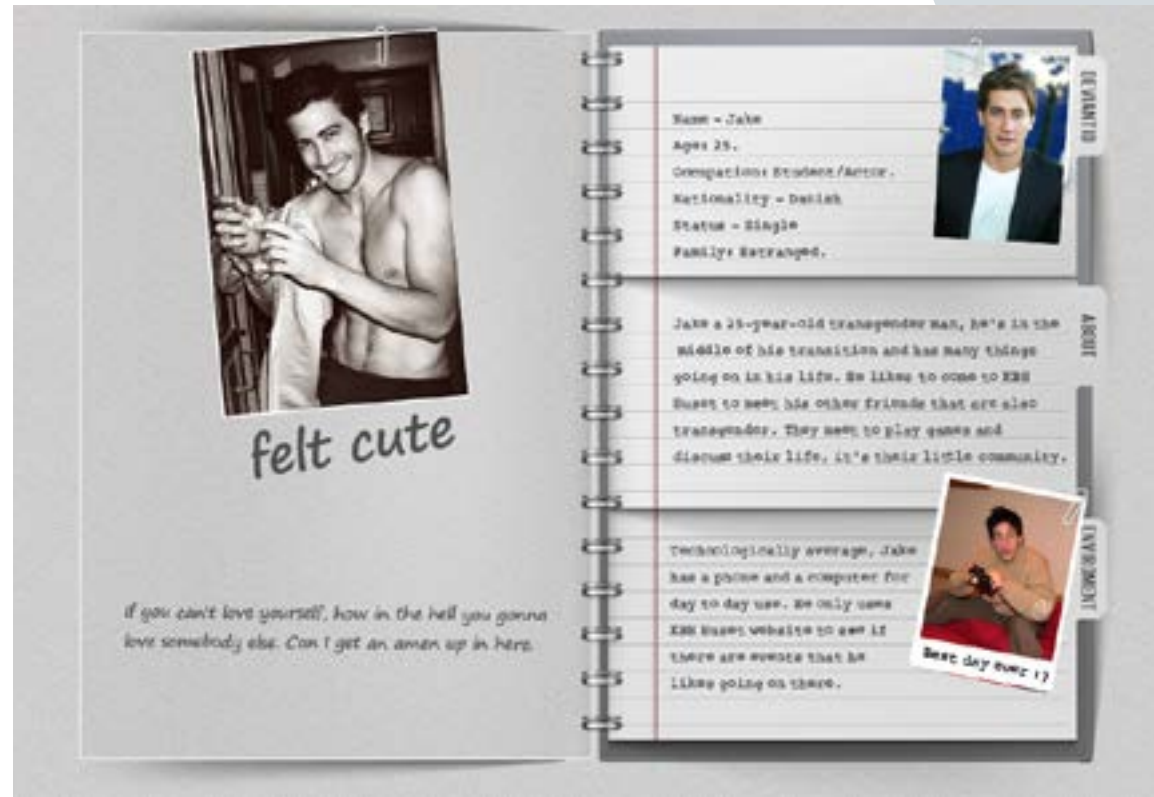 felt cute
If you can't love yourself, how in the hell you gonna
love somebody else. Can I get an amen up in here.
Name - Jake
Age: 25.
Occupation: Student/Actor.
Nationality - Danish
Status - Single
Family: Estranged.
Jake a 25-year-old transgender man, he's in the
middle of his transition and has many things
going on in his life. He likes to come to KBH
Huset to meet his other friends that are also
transgender. They meet to play games and
discuss their life, it's their little community.
Technologically average, Jake
has a phone and a computer for
day to day use. He only uses
KBH Huset website to see if
there are events that he
likes going on there.
Best day ever !?
DEVIANTID
ABOUT
ENVIROMENT